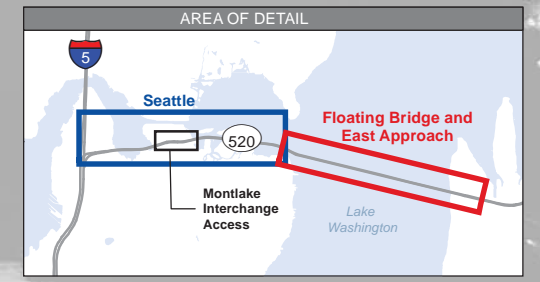 AREA OF DETAIL
5
Seattle
520
Floating Bridge and
East Approach
Montlake
Interchange
Access
Lake
Washington